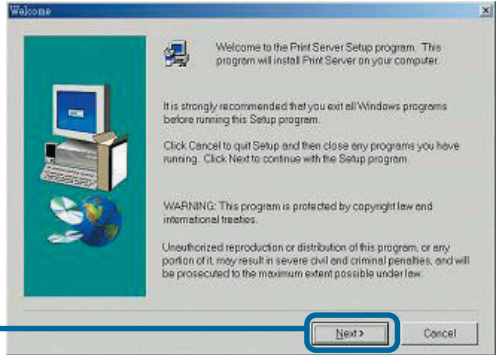 Welcome
Welcome to the Print Server Setup program. This
program will install Print Server on your computer.
It is strongly recommended that you exit all Windows programs
before running this Setup program.
Click Cancel to quit Setup and then close any programs you have
running. Click Next to continue with the Setup program.
WARNING: This program is protected by copyright law and
international treaties.
Unauthorized reproduction or distribution of this program, or any
portion of it, may result in severe civil and criminal penalties, and will
be prosecuted to the maximum extent possible under law.
Next > Cancel